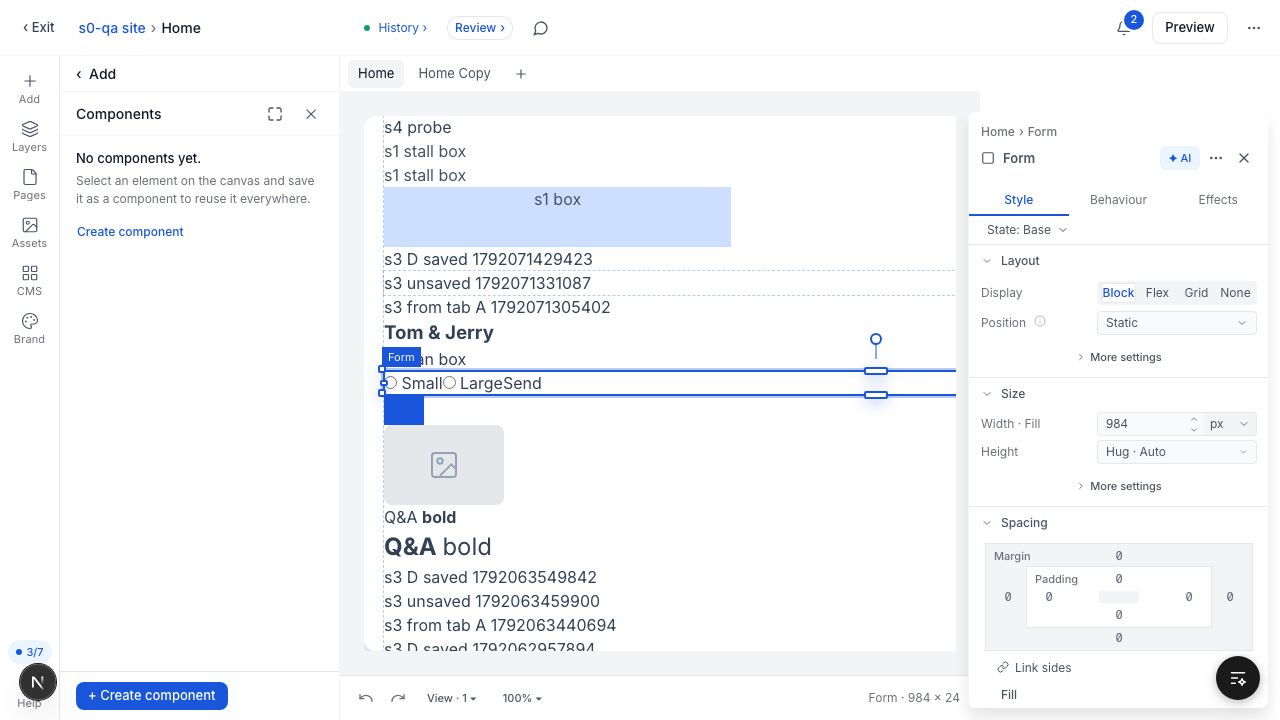 ‹ Exit
s0-qa site › Home
History ›
Review ›
2
Preview
Add
Layers
Pages
Assets
CMS
Brand
3/7
N
Help
‹ Add
Components
No components yet.
Select an element on the canvas and save
it as a component to reuse it everywhere.
Create component
+ Create component
Home
Home Copy
s4 probe
s1 stall box
s1 stall box
s1 box
s3 D saved 1792071429423
s3 unsaved 1792071331087
s3 from tab A 1792071305402
Tom & Jerry
an box
Form
Small
LargeSend
Q&A bold
Q&A bold
s3 D saved 1792063549842
s3 unsaved 1792063459900
s3 from tab A 1792063440694
s3 D saved 1792062957894
View · 1
100%
Form · 984 × 24
Home › Form
Form
AI
Style
Behaviour
Effects
State: Base
Layout
Display
Block
Flex
Grid
None
Position
Static
More settings
Size
Width · Fill
984
px
Height
Hug · Auto
More settings
Spacing
Margin
0
Padding
0
0
0
0
0
0
0
Link sides
Fill